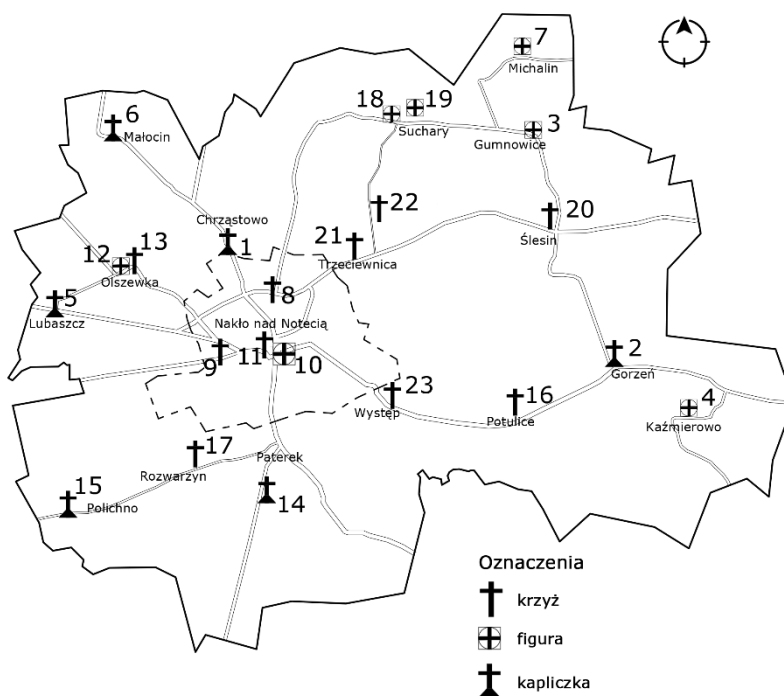 7
Michalin
18
19
Suchary
3
Gumnowice
6
Małocin
22
20
Ślesin
Chrząstowo
1
21
Trzeciewnica
12
13
Olszewka
8
5
Lubaszcz
Nakło nad Notecią
9
11
10
2
Gorzeń
23
Występ
16
Potulice
4
Kaźmierowo
17
Rozwarzyn
Paterek
15
Polichno
14
Oznaczenia
krzyż
figura
kapliczka